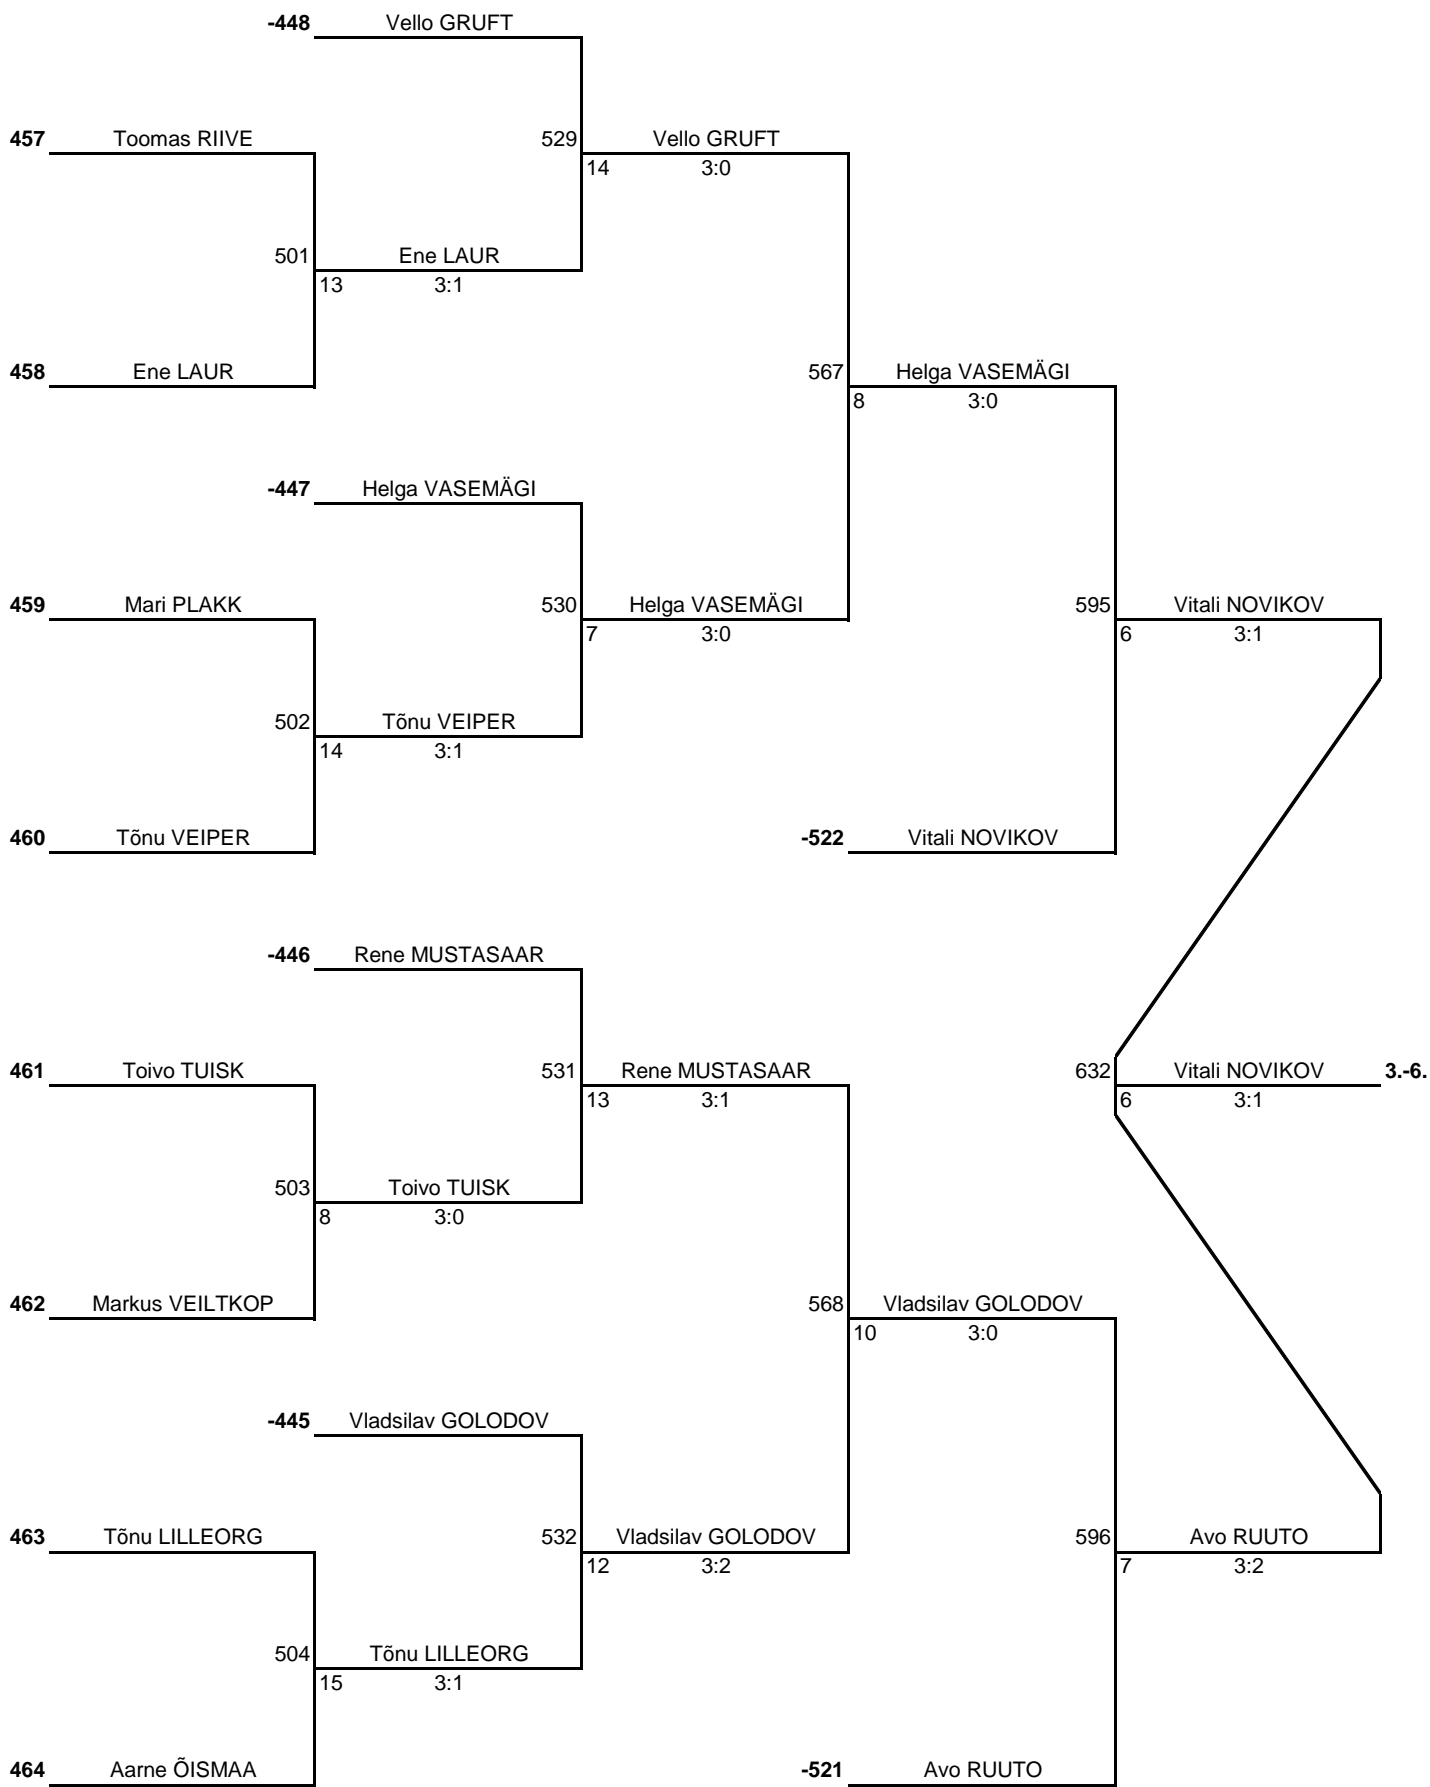 -448 Vello GRUFT
457 Toomas RIIVE 529 Vello GRUFT
14 3:0
501 Ene LAUR
13 3:1
458 Ene LAUR 567 Helga VASEMÄGI
8 3:0
-447 Helga VASEMÄGI
459 Mari PLAKK 530 Helga VASEMÄGI 595 Vitali NOVIKOV
7 3:0 6 3:1
502 Tõnu VEIPER
14 3:1
460 Tõnu VEIPER -522 Vitali NOVIKOV
-446 Rene MUSTASAAR
461 Toivo TUISK 531 Rene MUSTASAAR 632 Vitali NOVIKOV 3.-6.
13 3:1 6 3:1
503 Toivo TUISK
8 3:0
462 Markus VEILTKOP 568 Vladsilav GOLODOV
10 3:0
-445 Vladsilav GOLODOV
463 Tõnu LILLEORG 532 Vladsilav GOLODOV 596 Avo RUUTO
12 3:2 7 3:2
504 Tõnu LILLEORG
15 3:1
464 Aarne ÕISMAA -521 Avo RUUTO